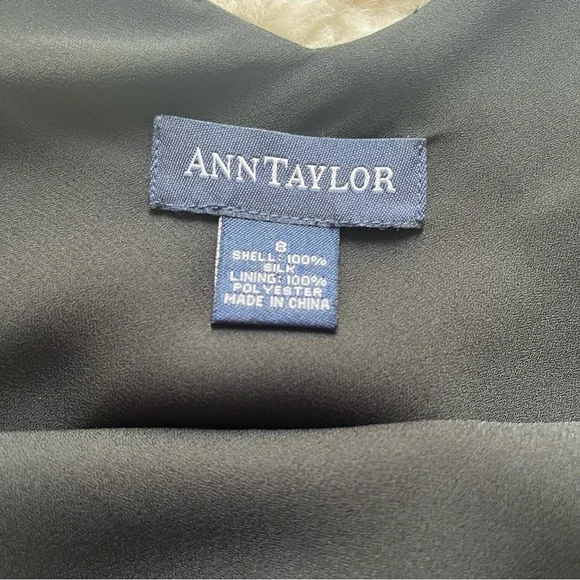 ANNTAYLOR
8
SHELL: 100%
SILK
LINING: 100%
POLYESTER
MADE IN CHINA